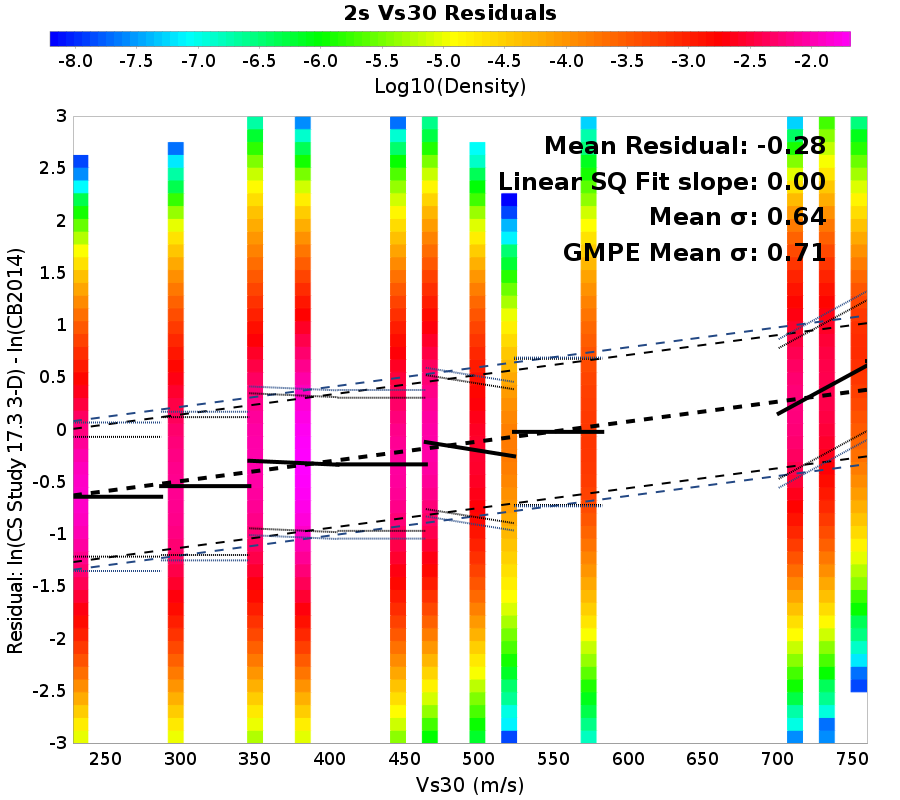 2s Vs30 Residuals
-8.0 -7.5 -7.0 -6.5 -6.0 -5.5 -5.0 -4.5 -4.0 -3.5 -3.0 -2.5 -2.0
Log10(Density)
Mean Residual: -0.28
Linear SQ Fit slope: 0.00
Mean σ: 0.64
GMPE Mean σ: 0.71
Residual: ln(CS Study 17.3 3-D) - ln(CB2014)
3
2.5
2
1.5
1
0.5
0
-0.5
-1
-1.5
-2
-2.5
-3
250 300 350 400 450 500 550 600 650 700 750
Vs30 (m/s)